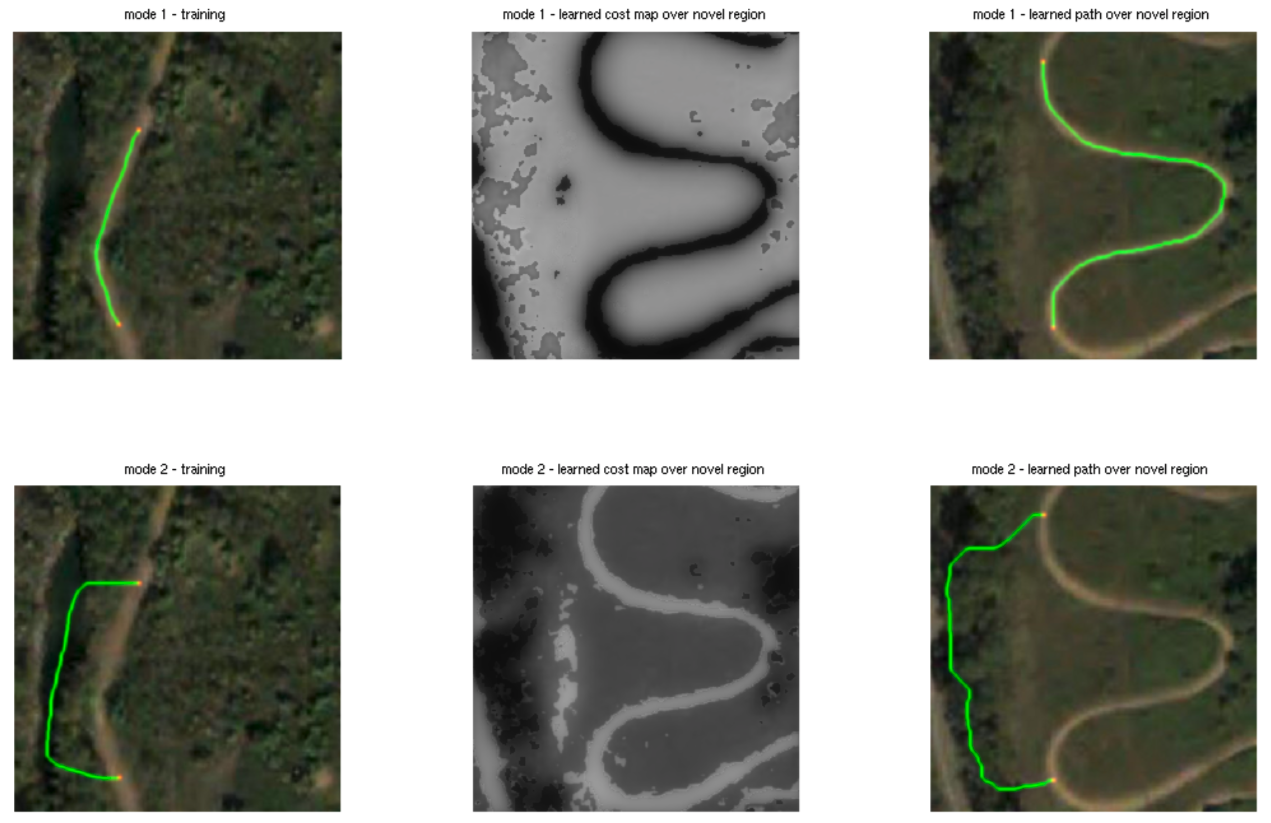 mode 1 - training
mode 1 - learned cost map over novel region
mode 1 - learned path over novel region
mode 2 - training
mode 2 - learned cost map over novel region
mode 2 - learned path over novel region